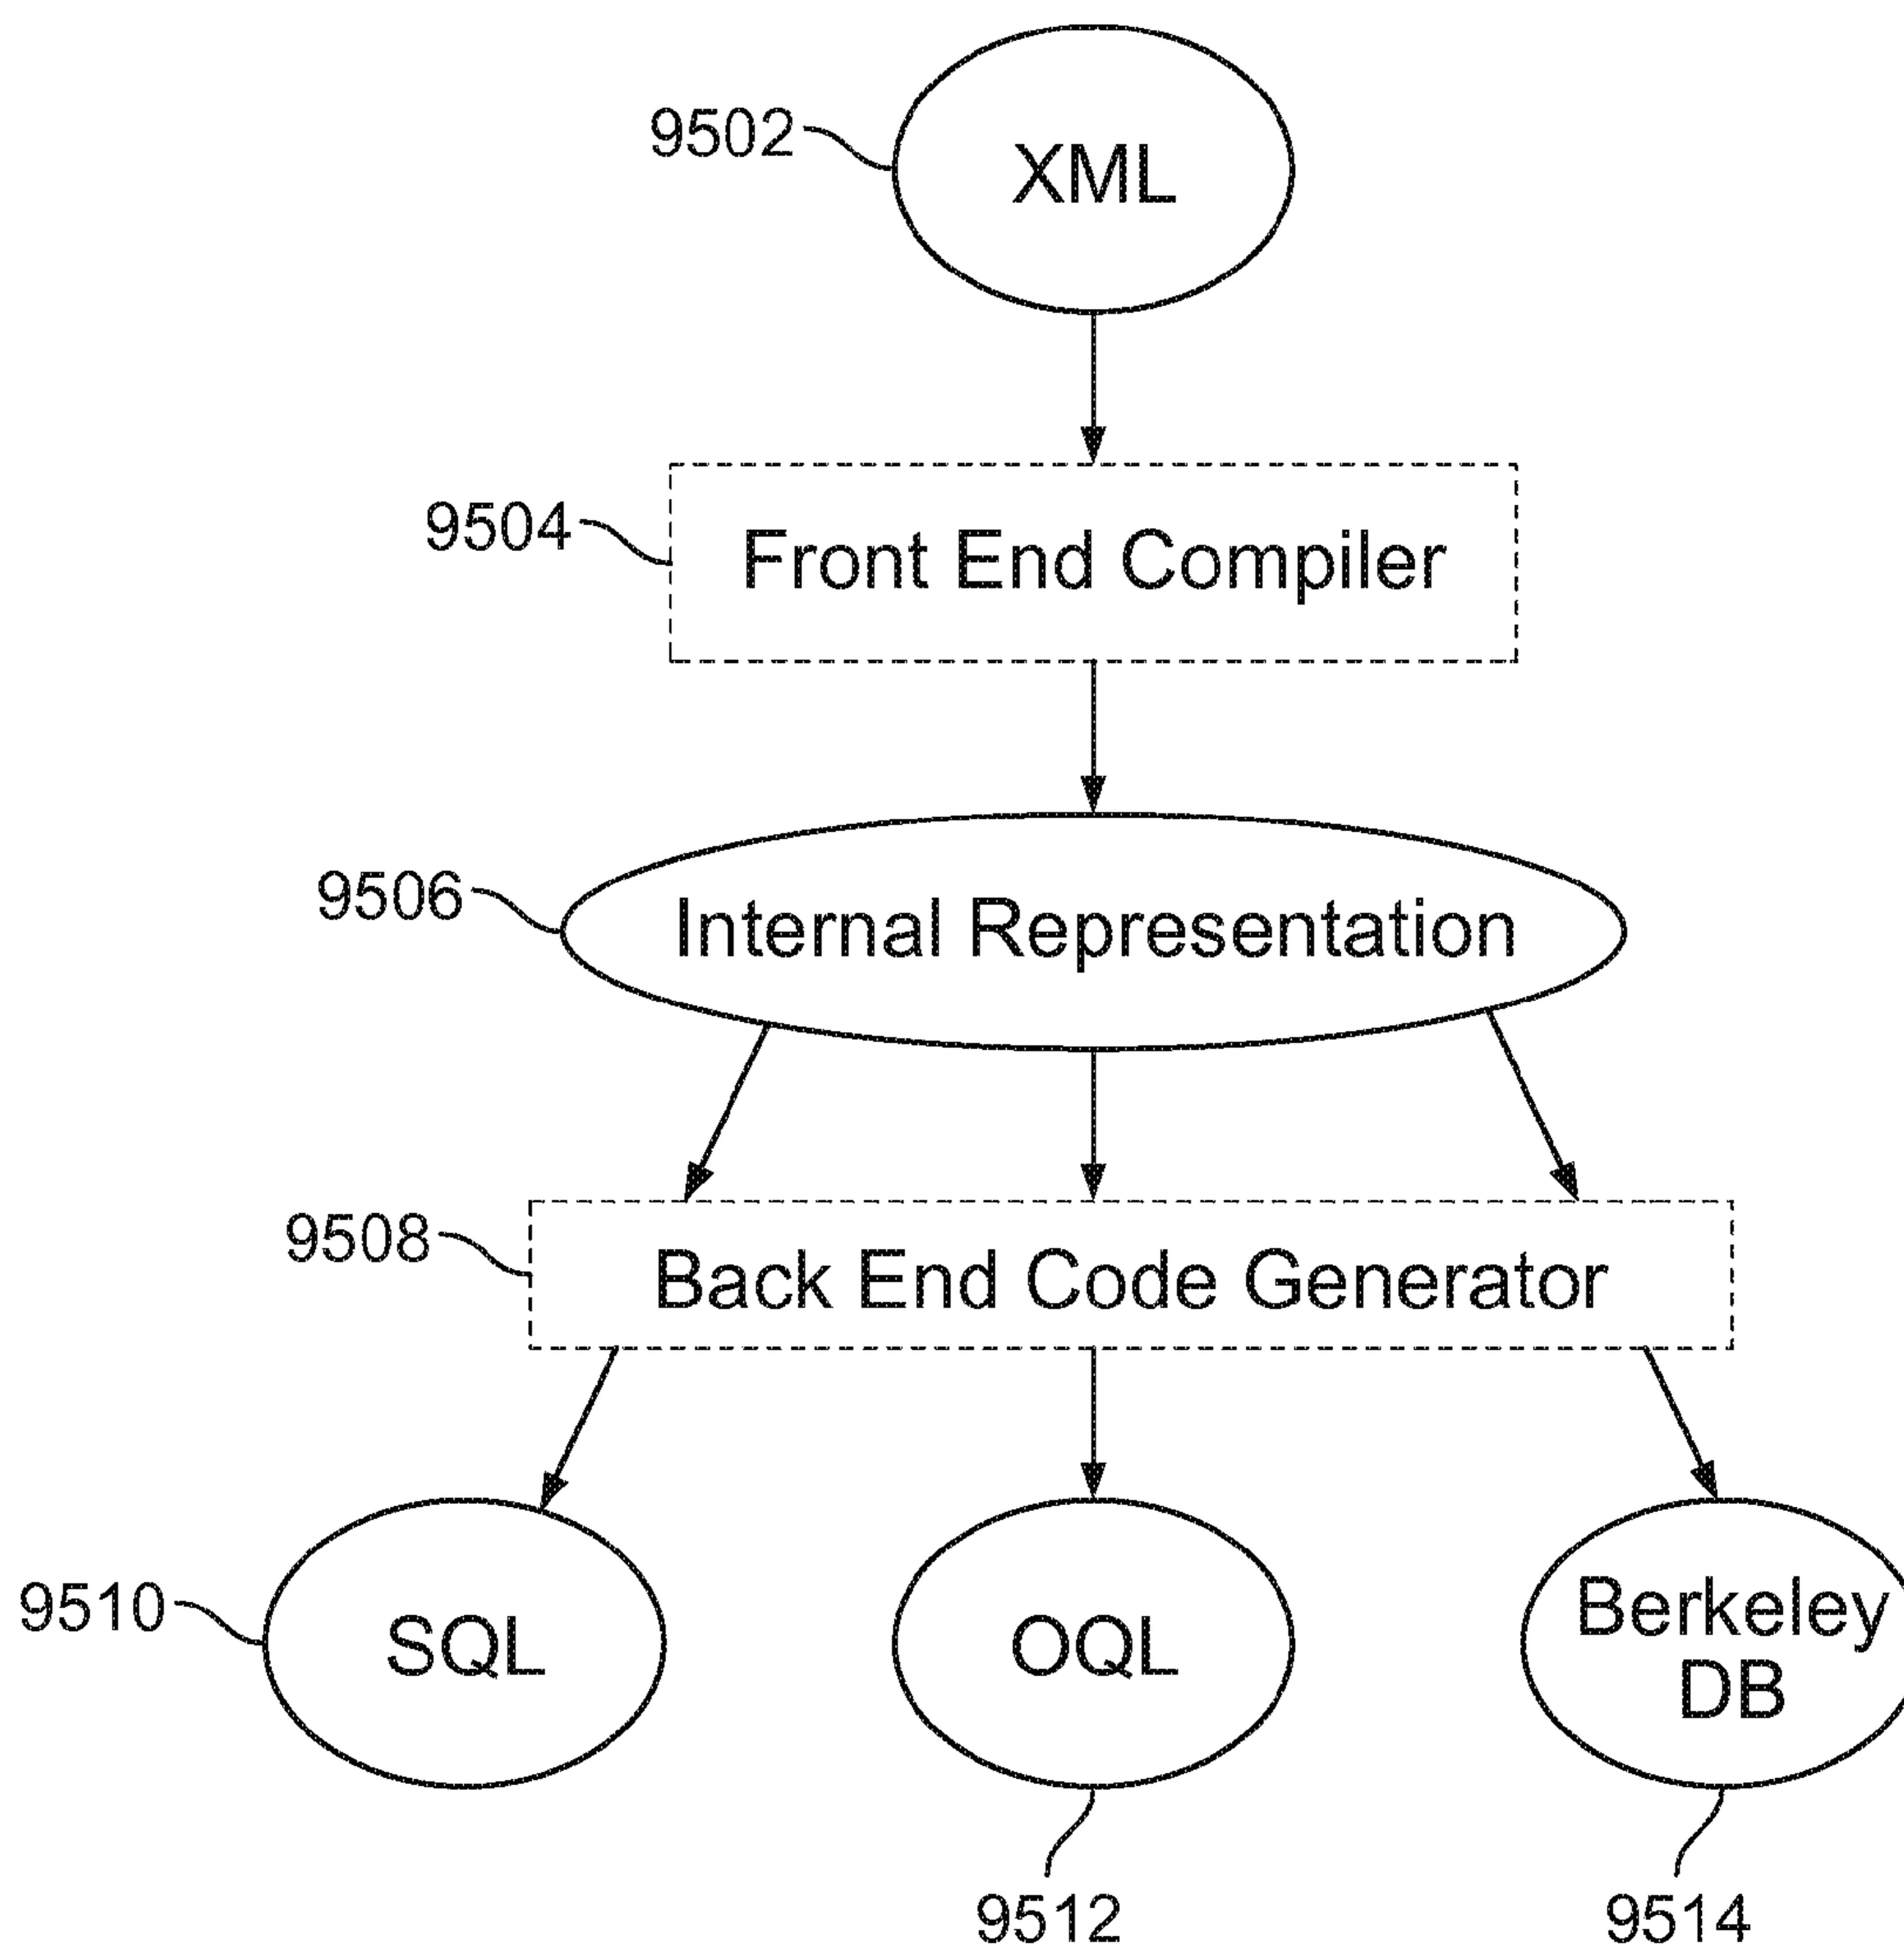 9502
XML
9504
Front End Compiler
9506
Internal Representation
9508
Back End Code Generator
9510
SQL
OQL
Berkeley
DB
9512
9514